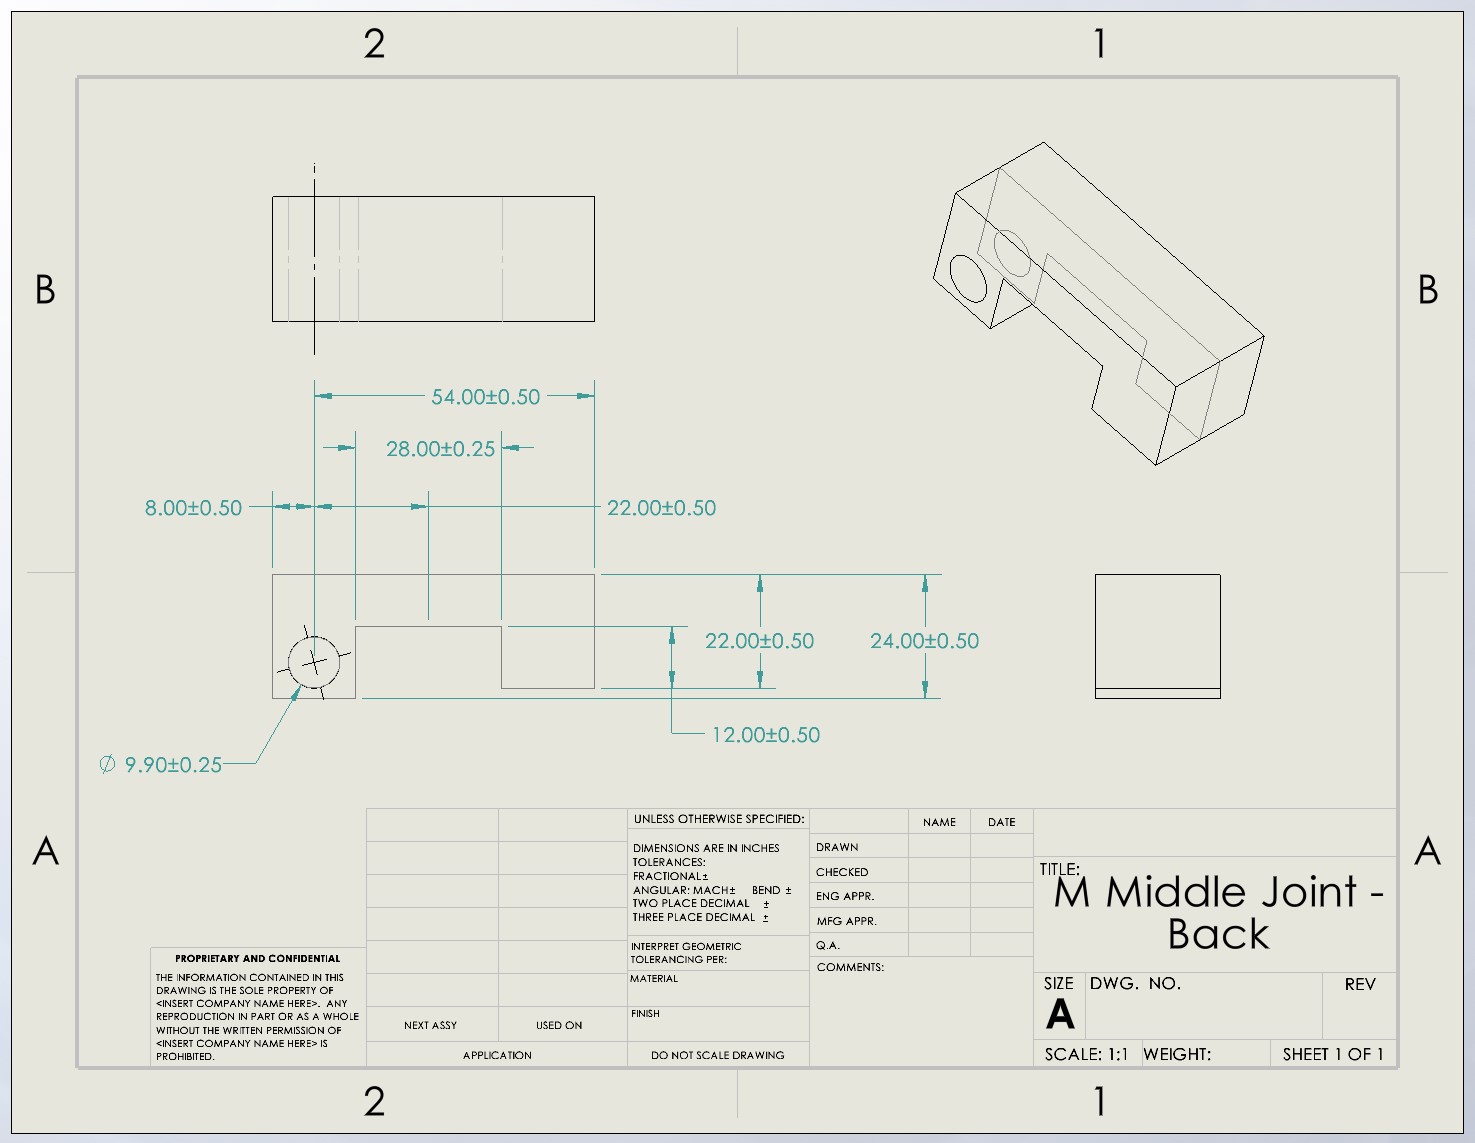 2 1
B B
54.00±0.50
28.00±0.25
8.00±0.50 22.00±0.50
22.00±0.50 24.00±0.50
12.00±0.50
∅ 9.90±0.25
A A
UNLESS OTHERWISE SPECIFIED:
DIMENSIONS ARE IN INCHES
TOLERANCES:
FRACTIONAL±
ANGULAR: MACH± BEND ±
TWO PLACE DECIMAL ±
THREE PLACE DECIMAL ±
INTERPRET GEOMETRIC
TOLERANCING PER:
MATERIAL
FINISH
DO NOT SCALE DRAWING
NAME DATE
DRAWN
CHECKED
ENG APPR.
MFG APPR.
Q.A.
COMMENTS:
TITLE:
M Middle Joint -
Back
SIZE DWG. NO. REV
A
SCALE: 1:1 WEIGHT: SHEET 1 OF 1
PROPRIETARY AND CONFIDENTIAL
THE INFORMATION CONTAINED IN THIS
DRAWING IS THE SOLE PROPERTY OF
<INSERT COMPANY NAME HERE>. ANY
REPRODUCTION IN PART OR AS A WHOLE
WITHOUT THE WRITTEN PERMISSION OF
<INSERT COMPANY NAME HERE> IS
PROHIBITED.
NEXT ASSY USED ON
APPLICATION
2 1